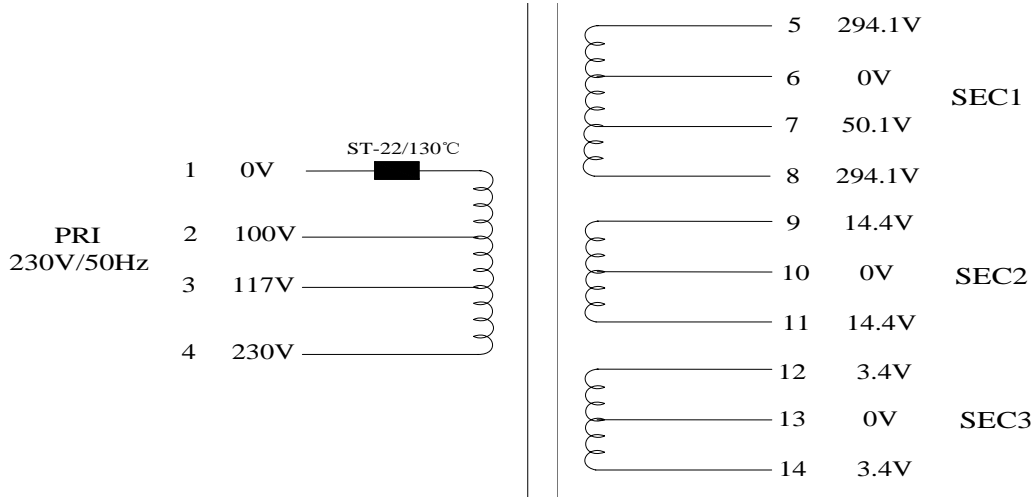 5 294.1V
6 0V
SEC1
7 50.1V
8 294.1V
ST-22/130℃
1 0V
2 100V
PRI
230V/50Hz
3 117V
4 230V
9 14.4V
10 0V
SEC2
11 14.4V
12 3.4V
13 0V
SEC3
14 3.4V